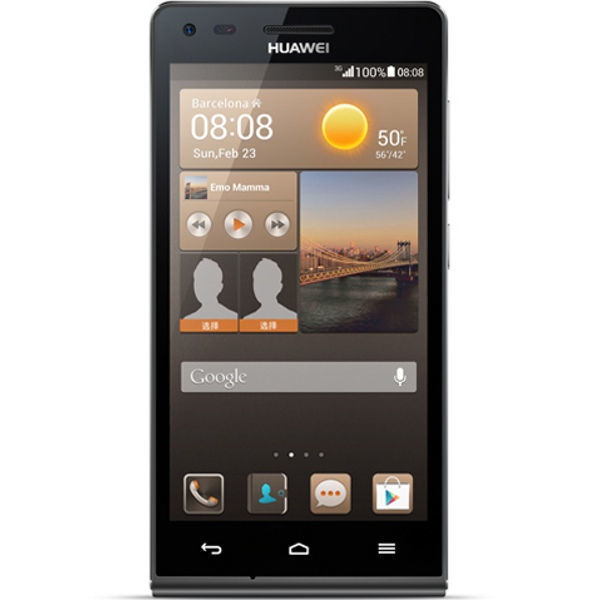 HUAWEI
3G 100% 08:08
Barcelona
08:08
Sun,Feb 23
50°F
56°/42°
Emo Mamma
选择 选择
Google